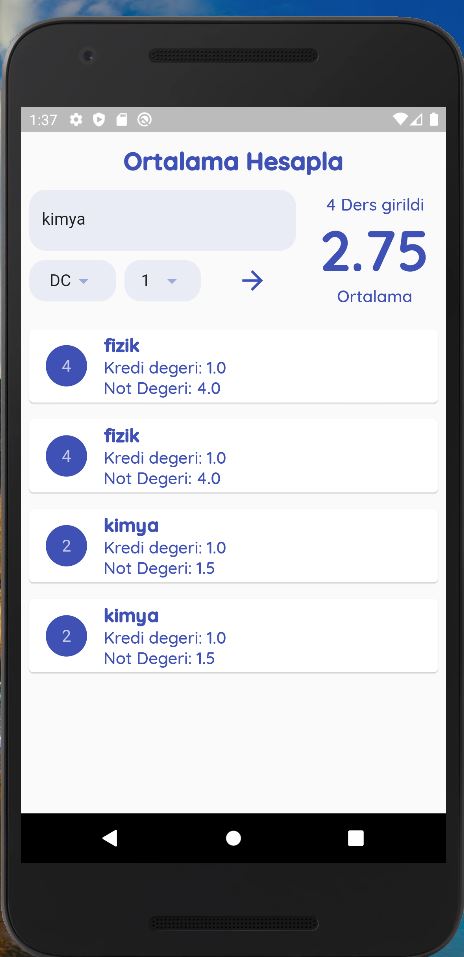 1:37
Ortalama Hesapla
kimya
4 Ders girildi
2.75
Ortalama
DC
1
fizik
4
Kredi degeri: 1.0
Not Degeri: 4.0
fizik
4
Kredi degeri: 1.0
Not Degeri: 4.0
kimya
2
Kredi degeri: 1.0
Not Degeri: 1.5
kimya
2
Kredi degeri: 1.0
Not Degeri: 1.5